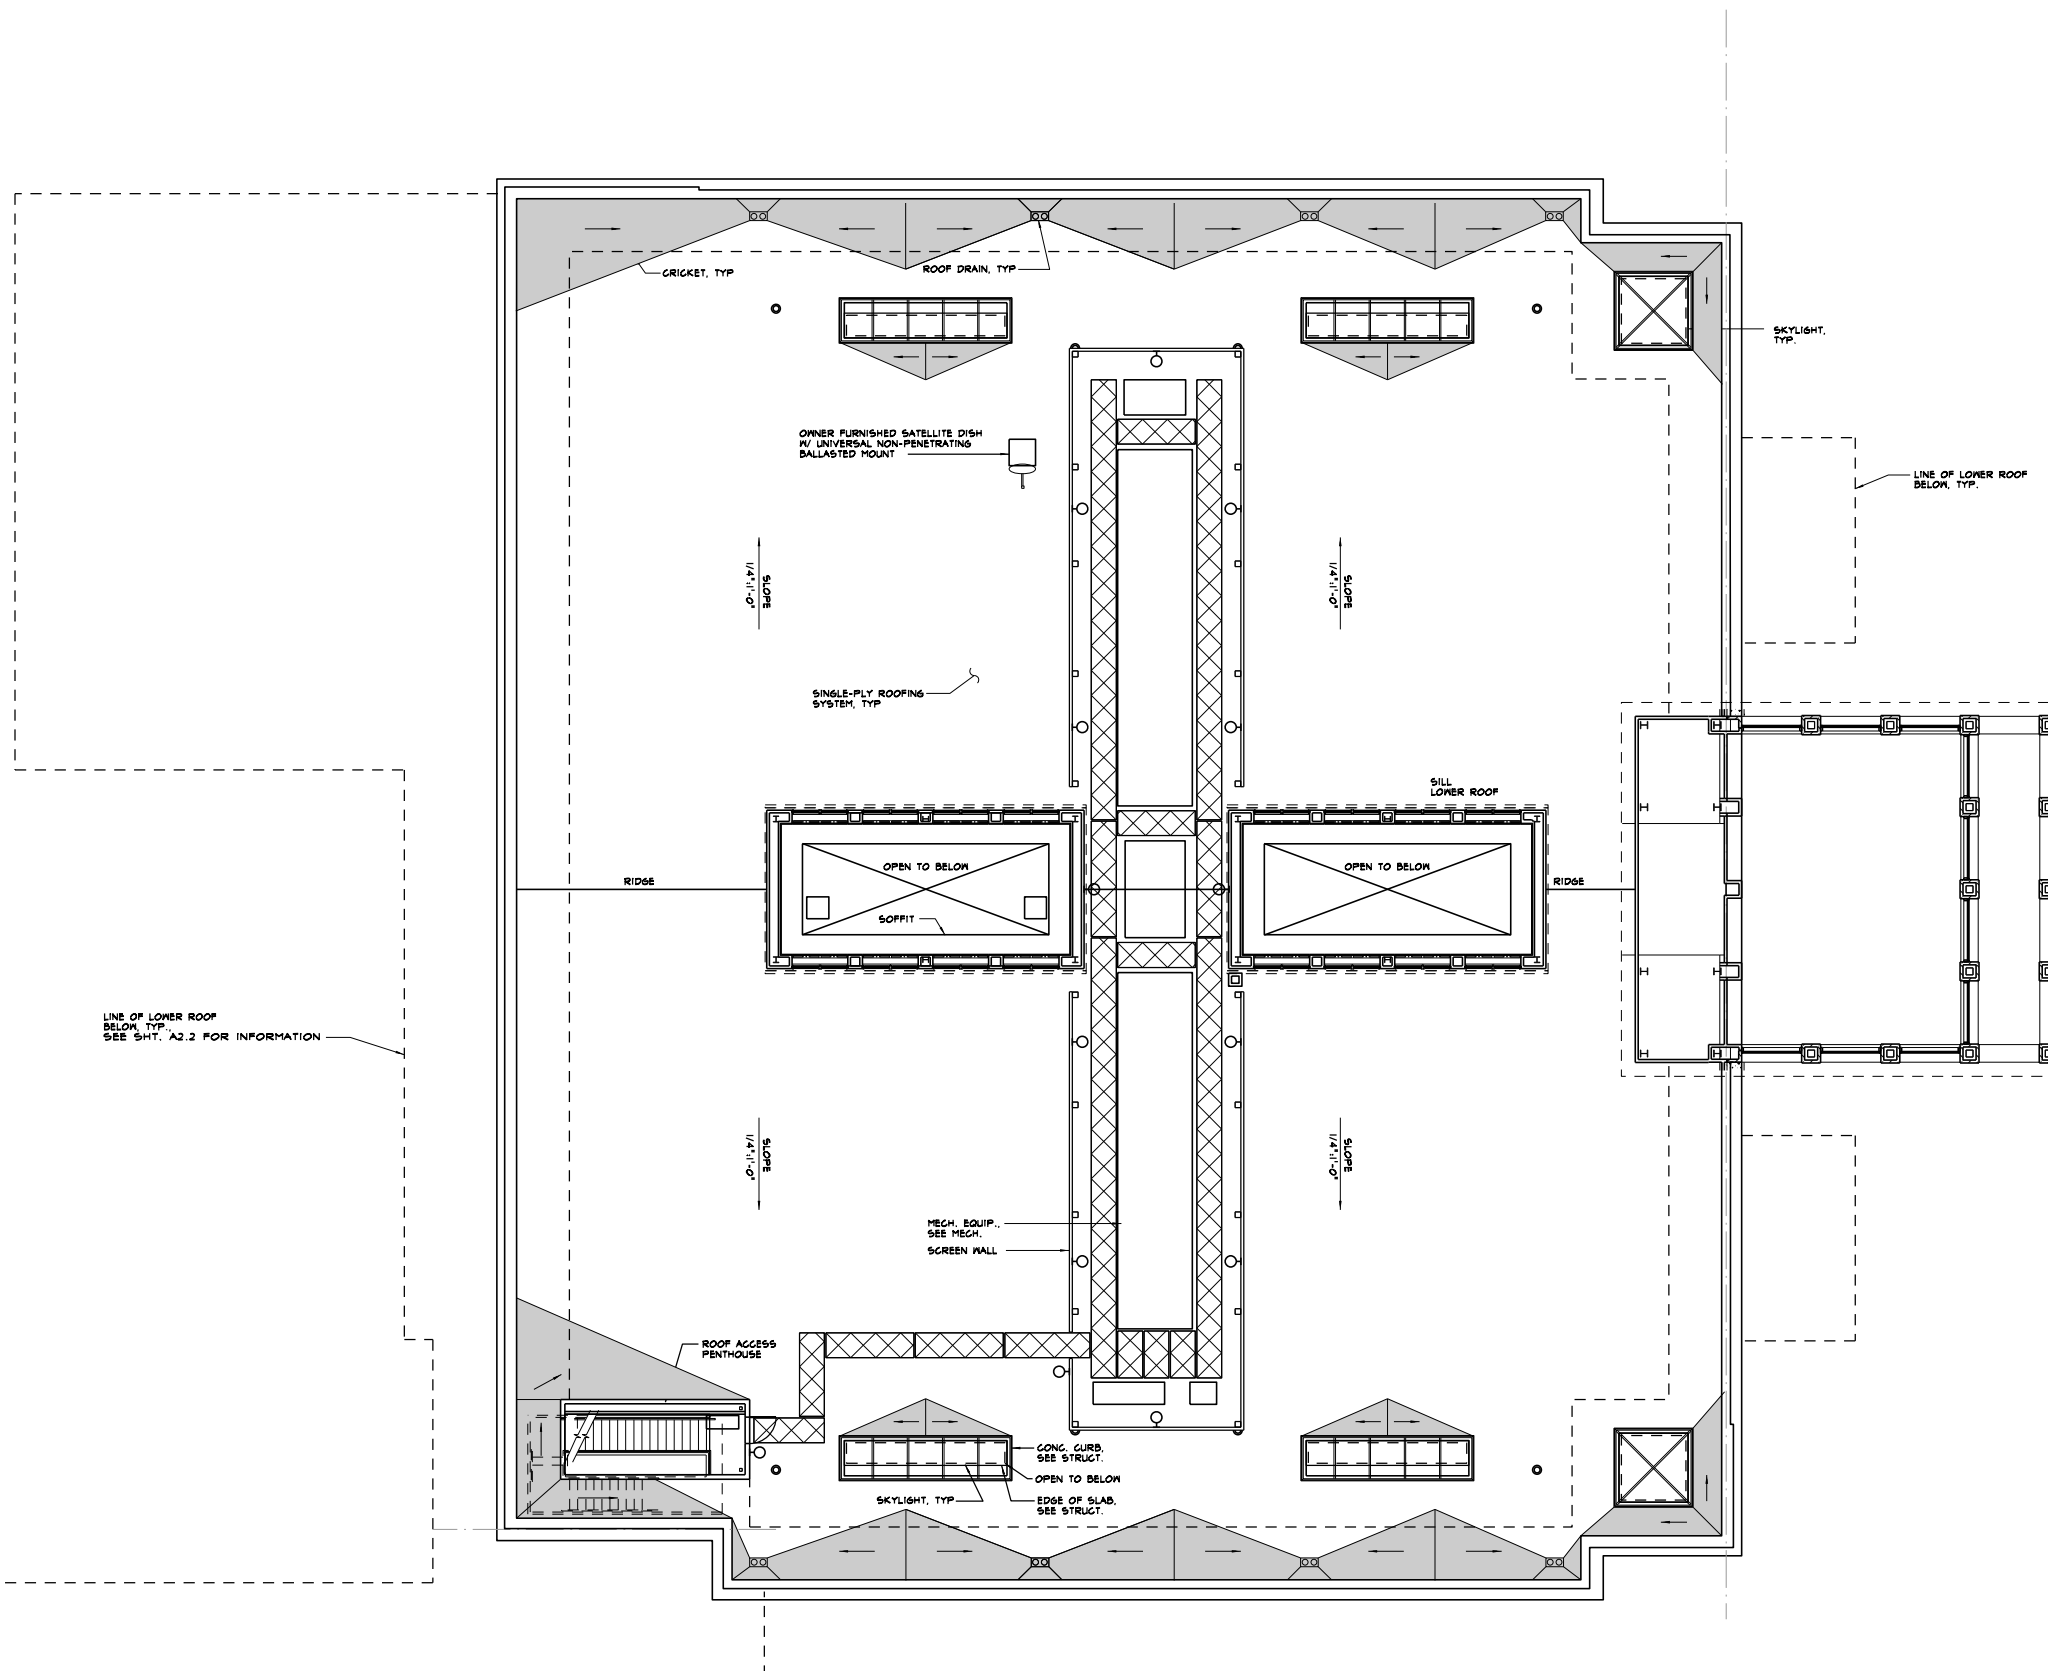 CRICKET, TYP
ROOF DRAIN, TYP
SKYLIGHT,
TYP.
OWNER FURNISHED SATELLITE DISH
W/ UNIVERSAL NON-PENETRATING
BALLASTED MOUNT
LINE OF LOWER ROOF
BELOW, TYP.
SLOPE
1/4":1'-0"
SLOPE
1/4":1'-0"
SINGLE-PLY ROOFING
SYSTEM, TYP
SILL
LOWER ROOF
OPEN TO BELOW
OPEN TO BELOW
RIDGE
RIDGE
SOFFIT
LINE OF LOWER ROOF
BELOW, TYP.,
SEE SHT. A2.2 FOR INFORMATION
SLOPE
1/4":1'-0"
SLOPE
1/4":1'-0"
MECH. EQUIP.,
SEE MECH.
SCREEN WALL
ROOF ACCESS
PENTHOUSE
CONC. CURB,
SEE STRUCT.
OPEN TO BELOW
SKYLIGHT, TYP
EDGE OF SLAB,
SEE STRUCT.